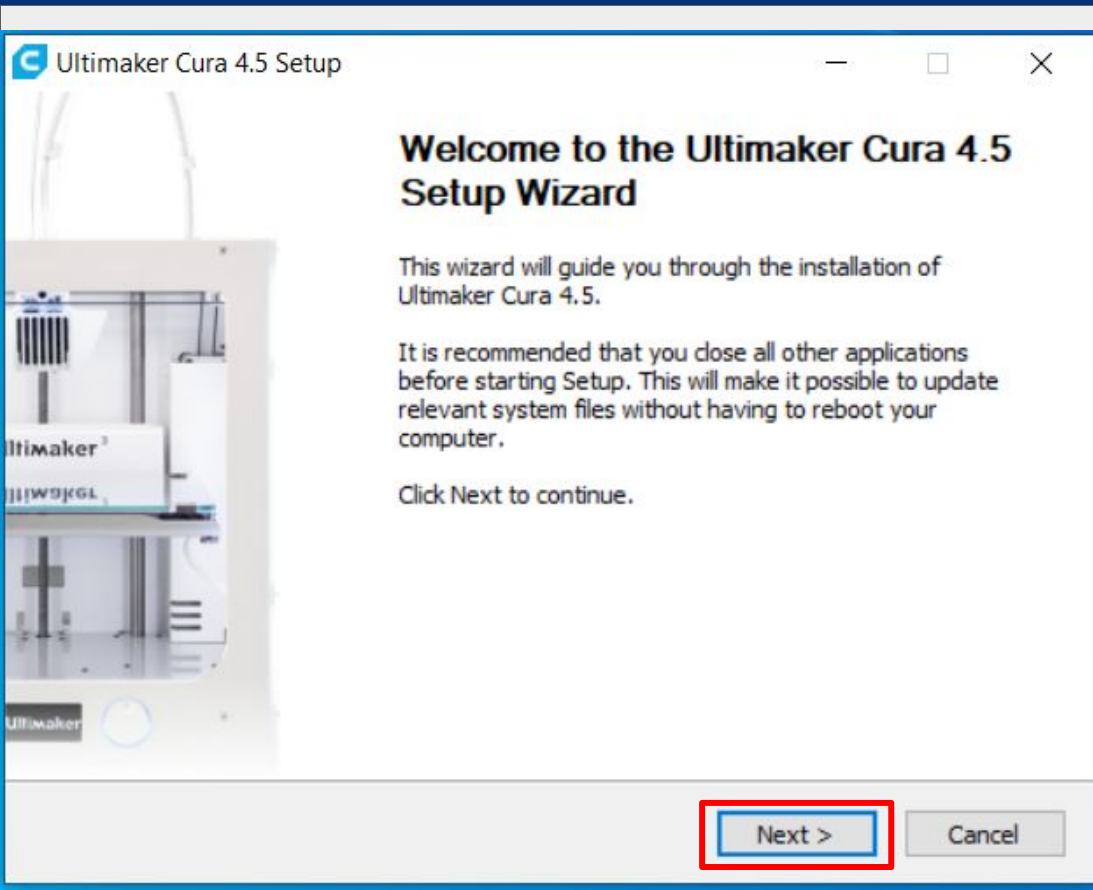 Ultimaker Cura 4.5 Setup
Welcome to the Ultimaker Cura 4.5
Setup Wizard
This wizard will guide you through the installation of
Ultimaker Cura 4.5.
It is recommended that you close all other applications
before starting Setup. This will make it possible to update
relevant system files without having to reboot your
computer.
Click Next to continue.
ltimaker 3
Ultimaker
Next >
Cancel